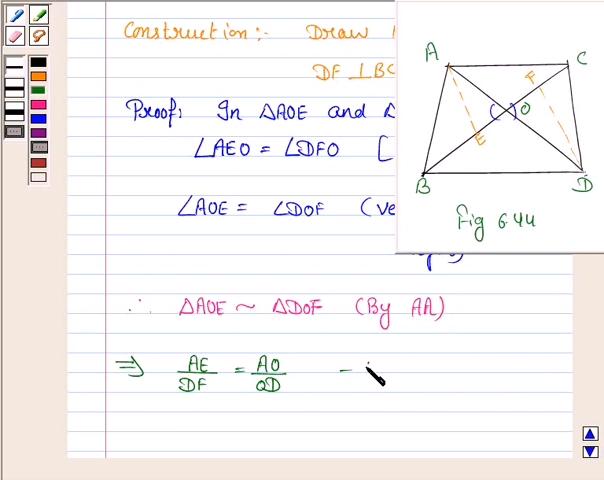 Construction:- Draw
DF ⊥BC
Proof: In ΔAOE and Δ
∠AEO = ∠DFO [
∠AOE = ∠DOF (ve
∴ ΔAOE ~ ΔDOF (By AA)
⇒ AE/DF = AO/OD -
A C
F
O
E
B D
Fig 6.44